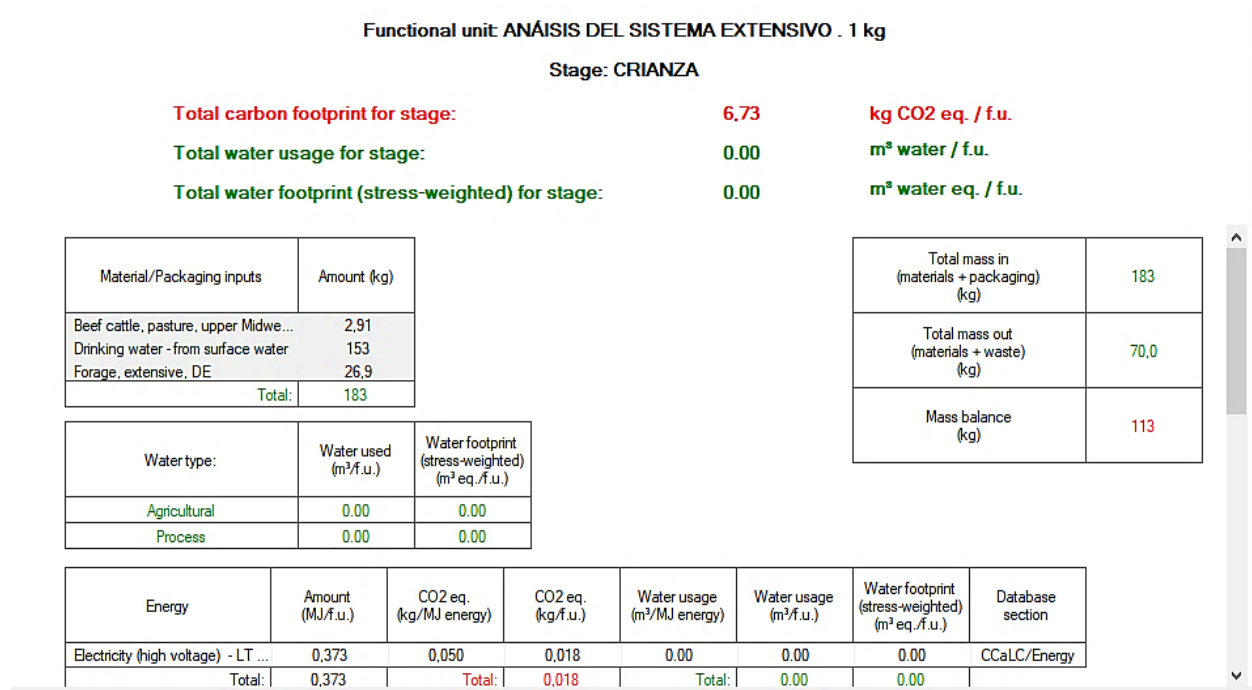 Functional unit: ANÁISIS DEL SISTEMA EXTENSIVO . 1 kg
Stage: CRIANZA
Total carbon footprint for stage: 6,73 kg CO2 eq. / f.u.
Total water usage for stage: 0.00 m³ water / f.u.
Total water footprint (stress-weighted) for stage: 0.00 m³ water eq. / f.u.
Material/Packaging inputs Amount (kg)
Beef cattle, pasture, upper Midwe... 2,91
Drinking water - from surface water 153
Forage, extensive, DE 26,9
Total: 183
Total mass in
(materials + packaging)
(kg)
183
Total mass out
(materials + waste)
(kg)
70,0
Mass balance
(kg)
113
Water type:
Water used
(m³/f.u.)
Water footprint
(stress-weighted)
(m³ eq./f.u.)
Agricultural 0.00 0.00
Process 0.00 0.00
Energy
Amount
(MJ/f.u.)
CO2 eq.
(kg/MJ energy)
CO2 eq.
(kg/f.u.)
Water usage
(m³/MJ energy)
Water usage
(m³/f.u.)
Water footprint
(stress-weighted)
(m³ eq./f.u.)
Database
section
Electricity (high voltage) - LT ... 0,373 0,050 0,018 0.00 0.00 0.00 CCaLC/Energy
Total: 0,373 Total: 0,018 Total: 0.00 0.00